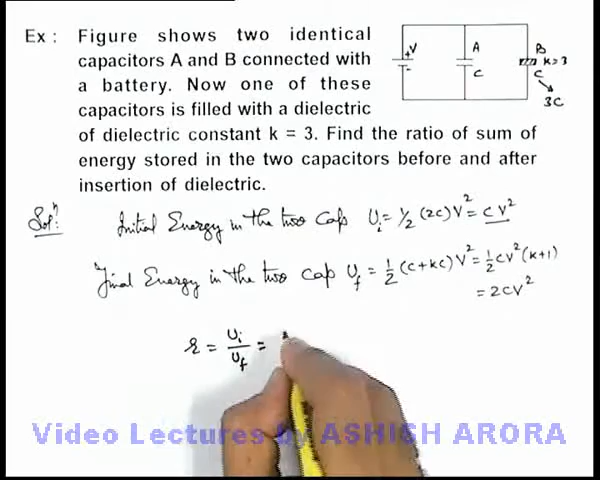 Ex : Figure shows two identical
capacitors A and B connected with
a battery. Now one of these
capacitors is filled with a dielectric
of dielectric constant k = 3. Find the ratio of sum of
energy stored in the two capacitors before and after
insertion of dielectric.
+V
-
A
C
B
K=3
C
3C
Solⁿ: Initial Energy in the two Caps Uᵢ = 1/2 (2C)V² = CV²
Final Energy in the two Cap U_f = 1/2 (C+KC)V² = 1/2 CV² (K+1)
= 2CV²
r = Uᵢ/U_f =
Video Lectures by ASHISH ARORA